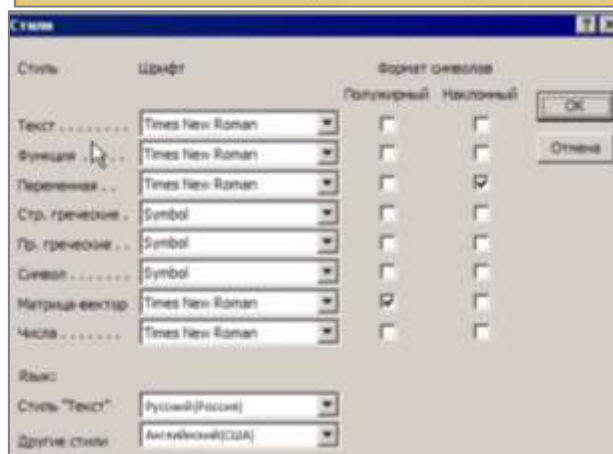 Стили
Стиль Шрифт Формат символов
Полужирный Наклонный
OK
Текст . . . . . . . . Times New Roman
Функция . . . . Times New Roman
Отмена
Переменная . . Times New Roman
Стр. греческие . Symbol
Пр. греческие . . Symbol
Символ . . . . . . . Symbol
Матрица-вектор Times New Roman
Числа . . . . . . . Times New Roman
Язык:
Стиль "Текст" Русский(Россия)
Другие стили Английский(США)